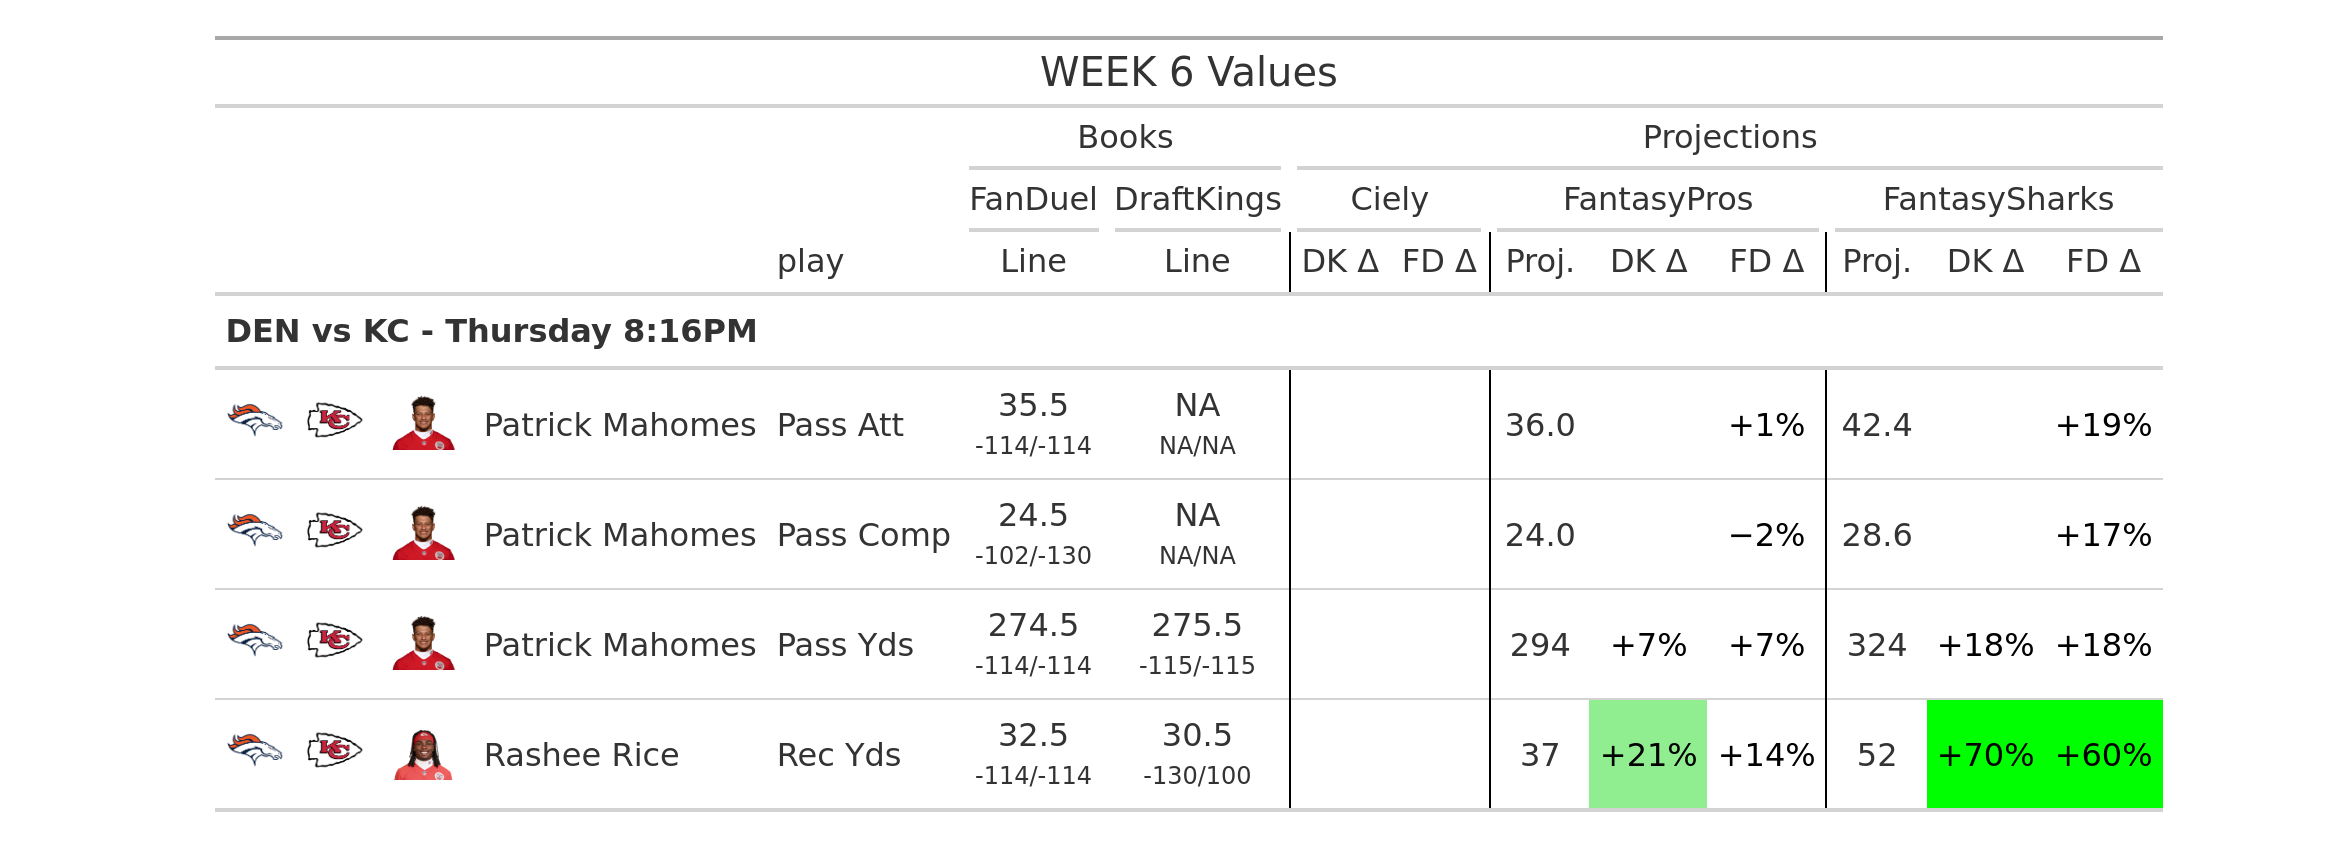 WEEK 6 Values
Books Projections
FanDuel DraftKings Ciely FantasyPros FantasySharks
play Line Line DK Δ FD Δ Proj. DK Δ FD Δ Proj. DK Δ FD Δ
DEN vs KC - Thursday 8:16PM
Patrick Mahomes Pass Att 35.5 NA 36.0 +1% 42.4 +19%
-114/-114 NA/NA
Patrick Mahomes Pass Comp 24.5 NA 24.0 −2% 28.6 +17%
-102/-130 NA/NA
Patrick Mahomes Pass Yds 274.5 275.5 294 +7% +7% 324 +18% +18%
-114/-114 -115/-115
Rashee Rice Rec Yds 32.5 30.5 37 +21% +14% 52 +70% +60%
-114/-114 -130/100